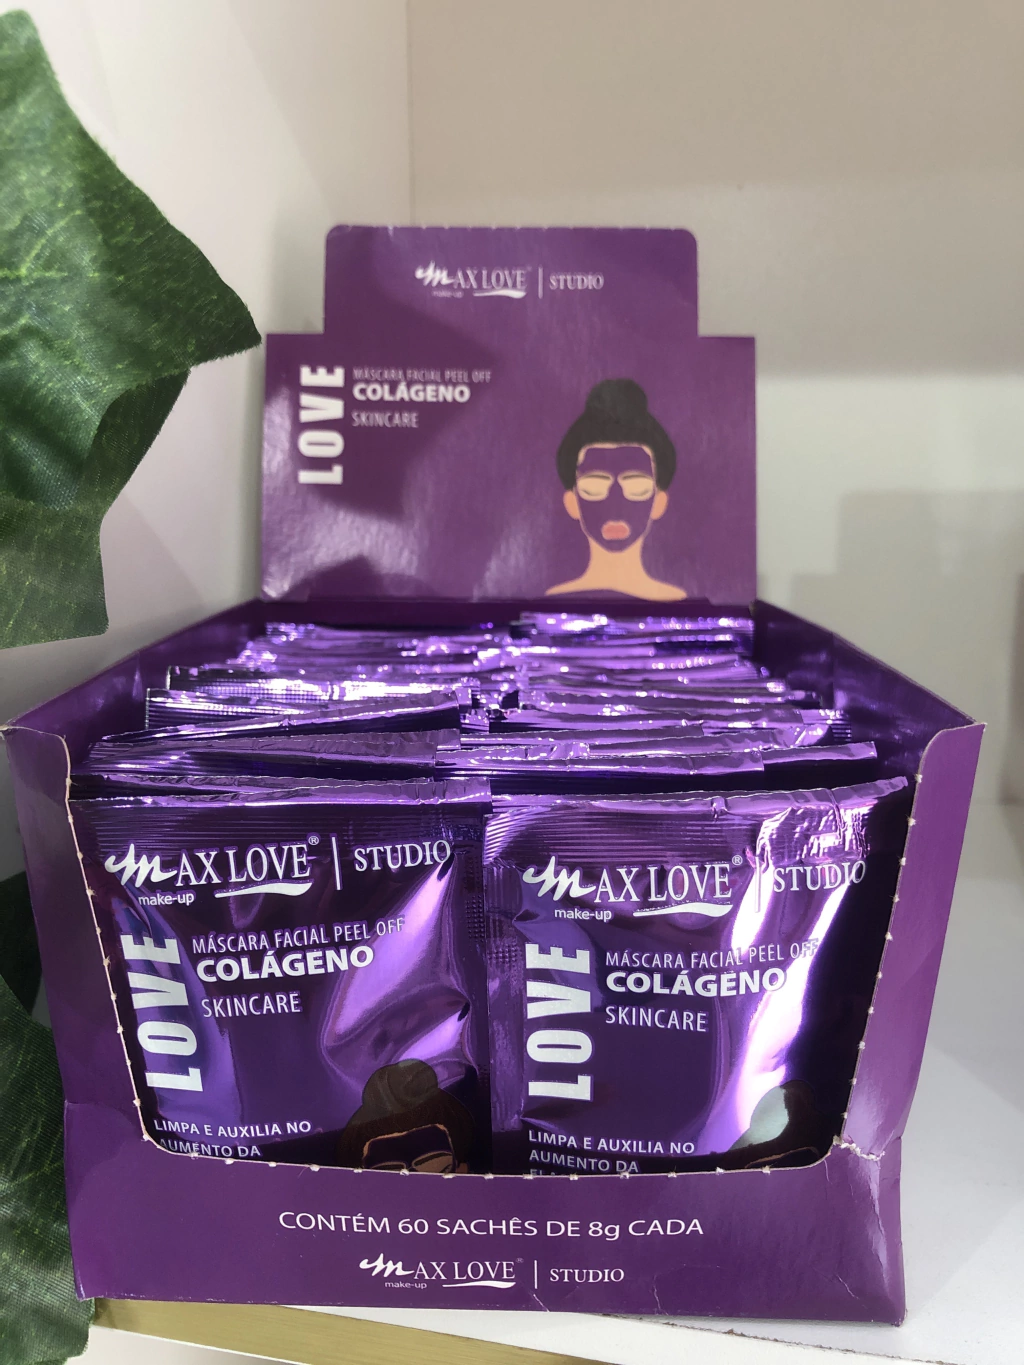 MAX LOVE | STUDIO
make-up
LOVE
MÁSCARA FACIAL PEEL OFF
COLÁGENO
SKINCARE
MAX LOVE® | STUDIO
make-up
LOVE
MÁSCARA FACIAL PEEL OFF
COLÁGENO
SKINCARE
LIMPA E AUXILIA NO
AUMENTO DA
MAX LOVE® | STUDIO
make-up
LOVE
MÁSCARA FACIAL PEEL OFF
COLÁGENO
SKINCARE
LIMPA E AUXILIA NO
AUMENTO DA
CONTÉM 60 SACHÊS DE 8g CADA
MAX LOVE® | STUDIO
make-up